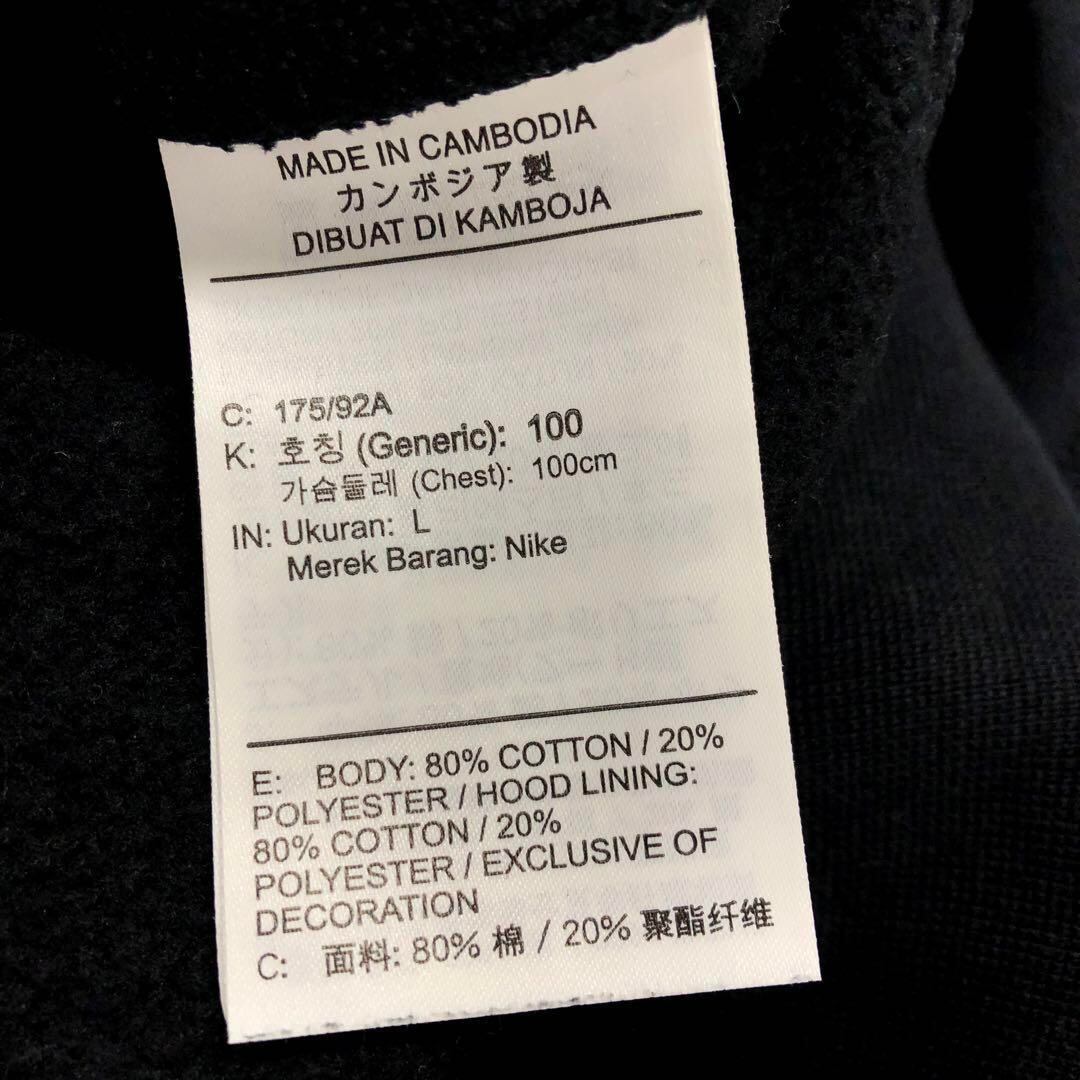 MADE IN CAMBODIA
カンボジア製
DIBUAT DI KAMBOJA
C: 175/92A
K: 호칭 (Generic): 100
가슴둘레 (Chest): 100cm
IN: Ukuran: L
Merek Barang: Nike
E: BODY: 80% COTTON / 20%
POLYESTER / HOOD LINING:
80% COTTON / 20%
POLYESTER / EXCLUSIVE OF
DECORATION
C: 面料: 80% 棉 / 20% 聚酯纤维